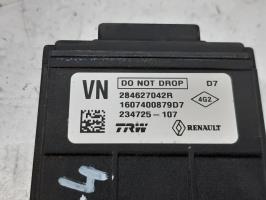 VN
DO NOT DROP D7
284627042R 4G2
1607400879D7
234725-107
TRW RENAULT